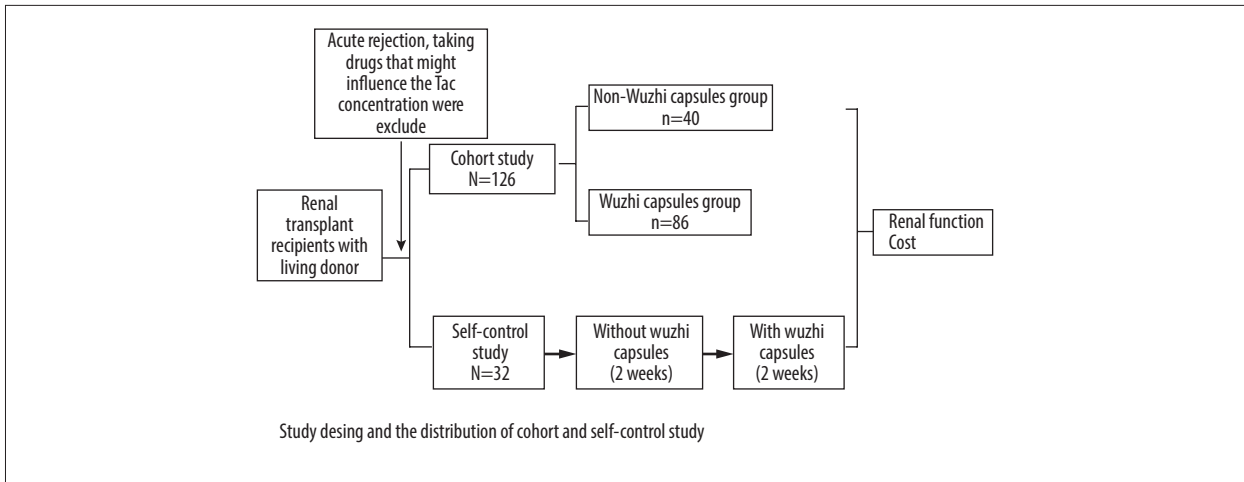 Acute rejection, taking
drugs that might
influence the Tac
concentration were
exclude
Non-Wuzhi capsules group
n=40
Cohort study
N=126
Wuzhi capsules group
n=86
Renal
transplant
recipients with
living donor
Renal function
Cost
Self-control
study
N=32
Without wuzhi
capsules
(2 weeks)
With wuzhi
capsules
(2 weeks)
Study desing and the distribution of cohort and self-control study